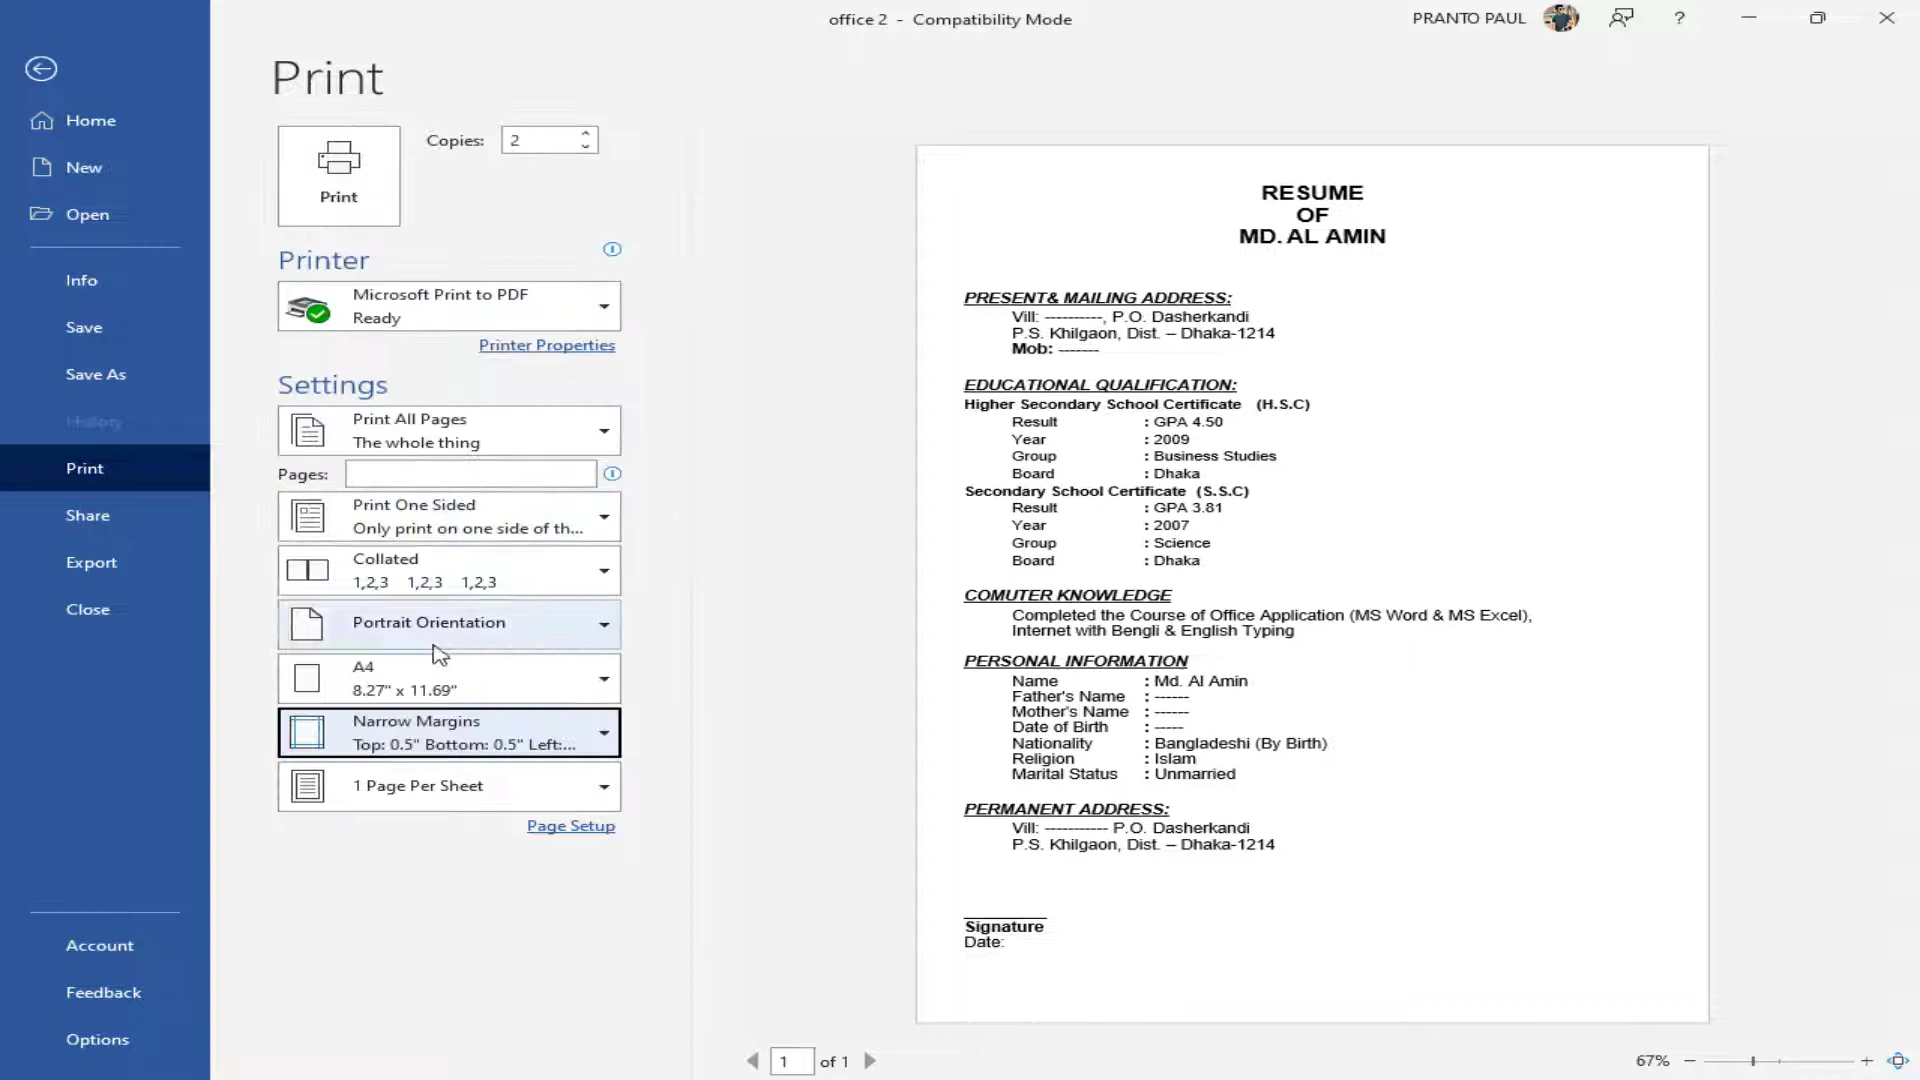 office 2 - Compatibility Mode
PRANTO PAUL
?
Home
New
Open
Info
Save
Save As
History
Print
Share
Export
Close
Account
Feedback
Options
Print
Print
Copies: 2
Printer
Microsoft Print to PDF
Ready
Printer Properties
Settings
Print All Pages
The whole thing
Pages:
Print One Sided
Only print on one side of th...
Collated
1,2,3 1,2,3 1,2,3
Portrait Orientation
A4
8.27" x 11.69"
Narrow Margins
Top: 0.5" Bottom: 0.5" Left:...
1 Page Per Sheet
Page Setup
RESUME
OF
MD. AL AMIN
PRESENT& MAILING ADDRESS:
Vill: ----------, P.O. Dasherkandi
P.S. Khilgaon, Dist. – Dhaka-1214
Mob: -------
EDUCATIONAL QUALIFICATION:
Higher Secondary School Certificate (H.S.C)
Result : GPA 4.50
Year : 2009
Group : Business Studies
Board : Dhaka
Secondary School Certificate (S.S.C)
Result : GPA 3.81
Year : 2007
Group : Science
Board : Dhaka
COMUTER KNOWLEDGE
Completed the Course of Office Application (MS Word & MS Excel),
Internet with Bengli & English Typing
PERSONAL INFORMATION
Name : Md. Al Amin
Father's Name : ------
Mother's Name : ------
Date of Birth : -----
Nationality : Bangladeshi (By Birth)
Religion : Islam
Marital Status : Unmarried
PERMANENT ADDRESS:
Vill: ----------- P.O. Dasherkandi
P.S. Khilgaon, Dist. – Dhaka-1214
Signature
Date:
1 of 1
67%